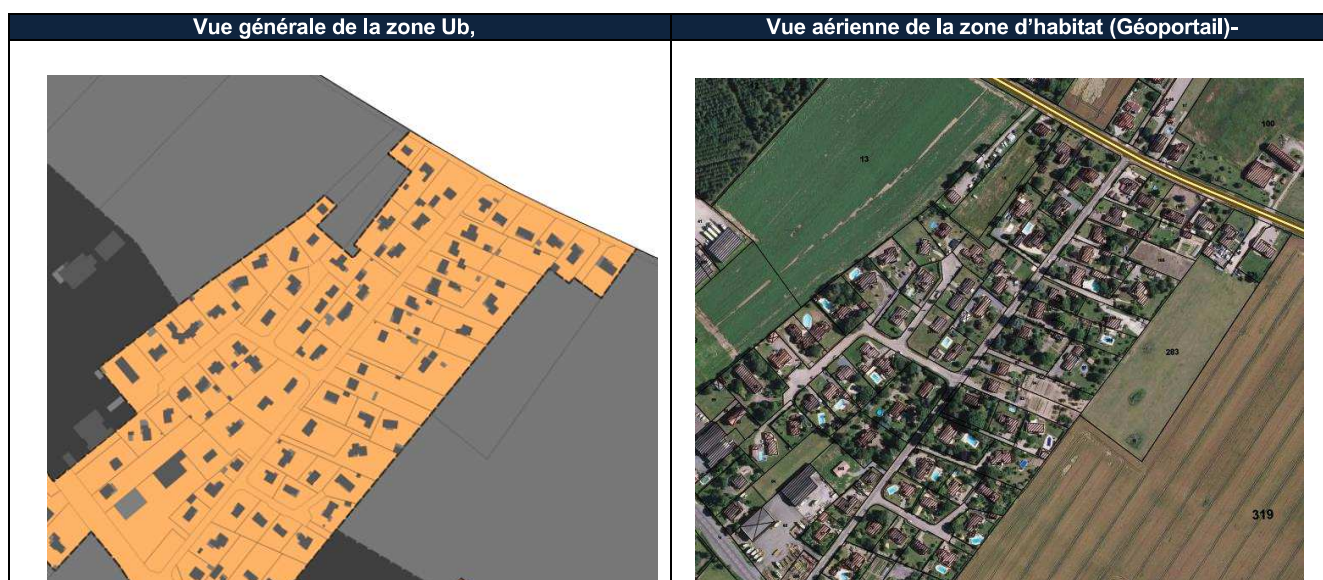 Vue générale de la zone Ub,
Vue aérienne de la zone d’habitat (Géoportail)-
13
100
283
319